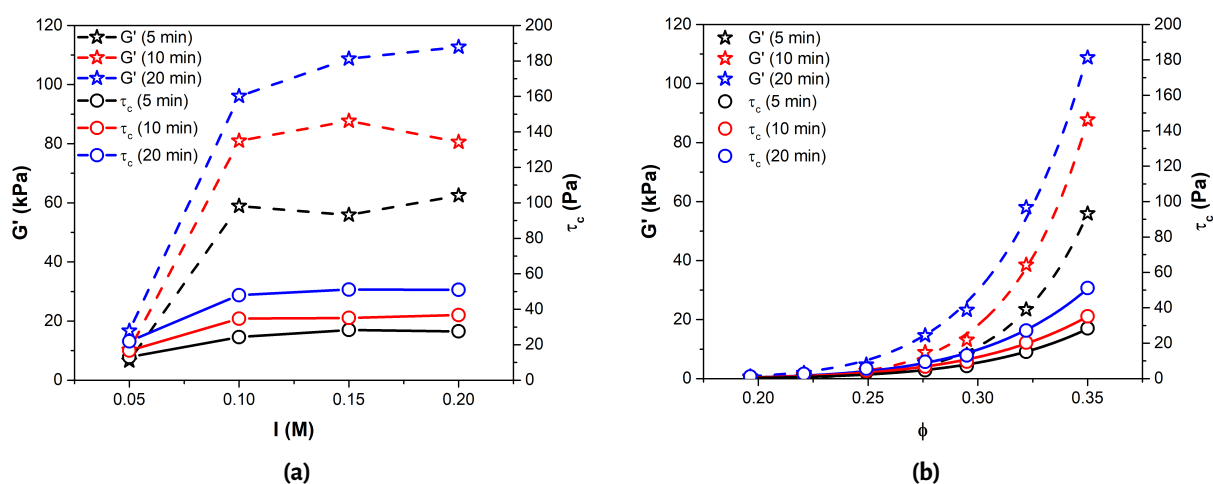 G' (kPa)
120
100
80
60
40
20
0
G' (5 min)
G' (10 min)
G' (20 min)
τc (5 min)
τc (10 min)
τc (20 min)
200
180
160
140
120
100
80
60
40
20
0
τc (Pa)
0.05 0.10 0.15 0.20
I (M)
(a)
G' (kPa)
120
100
80
60
40
20
0
G' (5 min)
G' (10 min)
G' (20 min)
τc (5 min)
τc (10 min)
τc (20 min)
200
180
160
140
120
100
80
60
40
20
0
τc (Pa)
0.20 0.25 0.30 0.35
ϕ
(b)